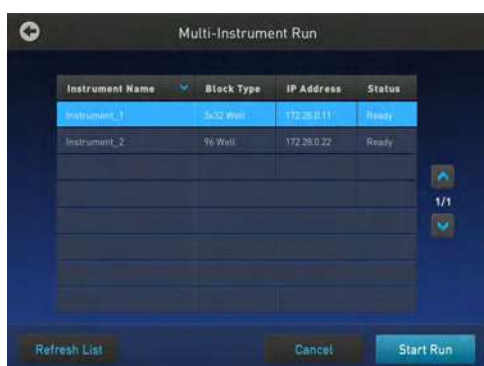 Multi-Instrument Run
Instrument Name Block Type IP Address Status
Instrument_1 3x32 Well 172.28.0.11 Ready
Instrument_2 96 Well 172.28.0.22 Ready
1/1
Refresh List Cancel Start Run